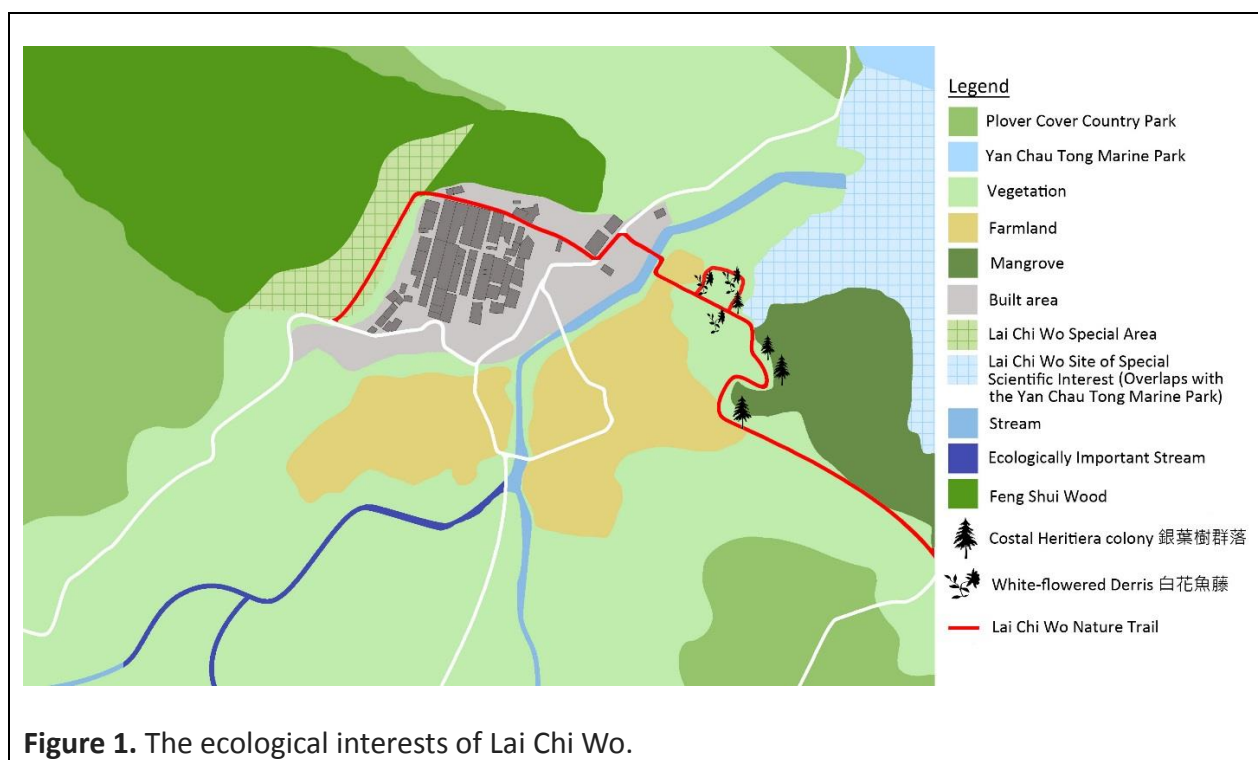 Legend
Plover Cover Country Park
Yan Chau Tong Marine Park
Vegetation
Farmland
Mangrove
Built area
Lai Chi Wo Special Area
Lai Chi Wo Site of Special
Scientific Interest (Overlaps with
the Yan Chau Tong Marine Park)
Stream
Ecologically Important Stream
Feng Shui Wood
Costal Heritiera colony 銀葉樹群落
White-flowered Derris 白花魚藤
Lai Chi Wo Nature Trail
Figure 1. The ecological interests of Lai Chi Wo.